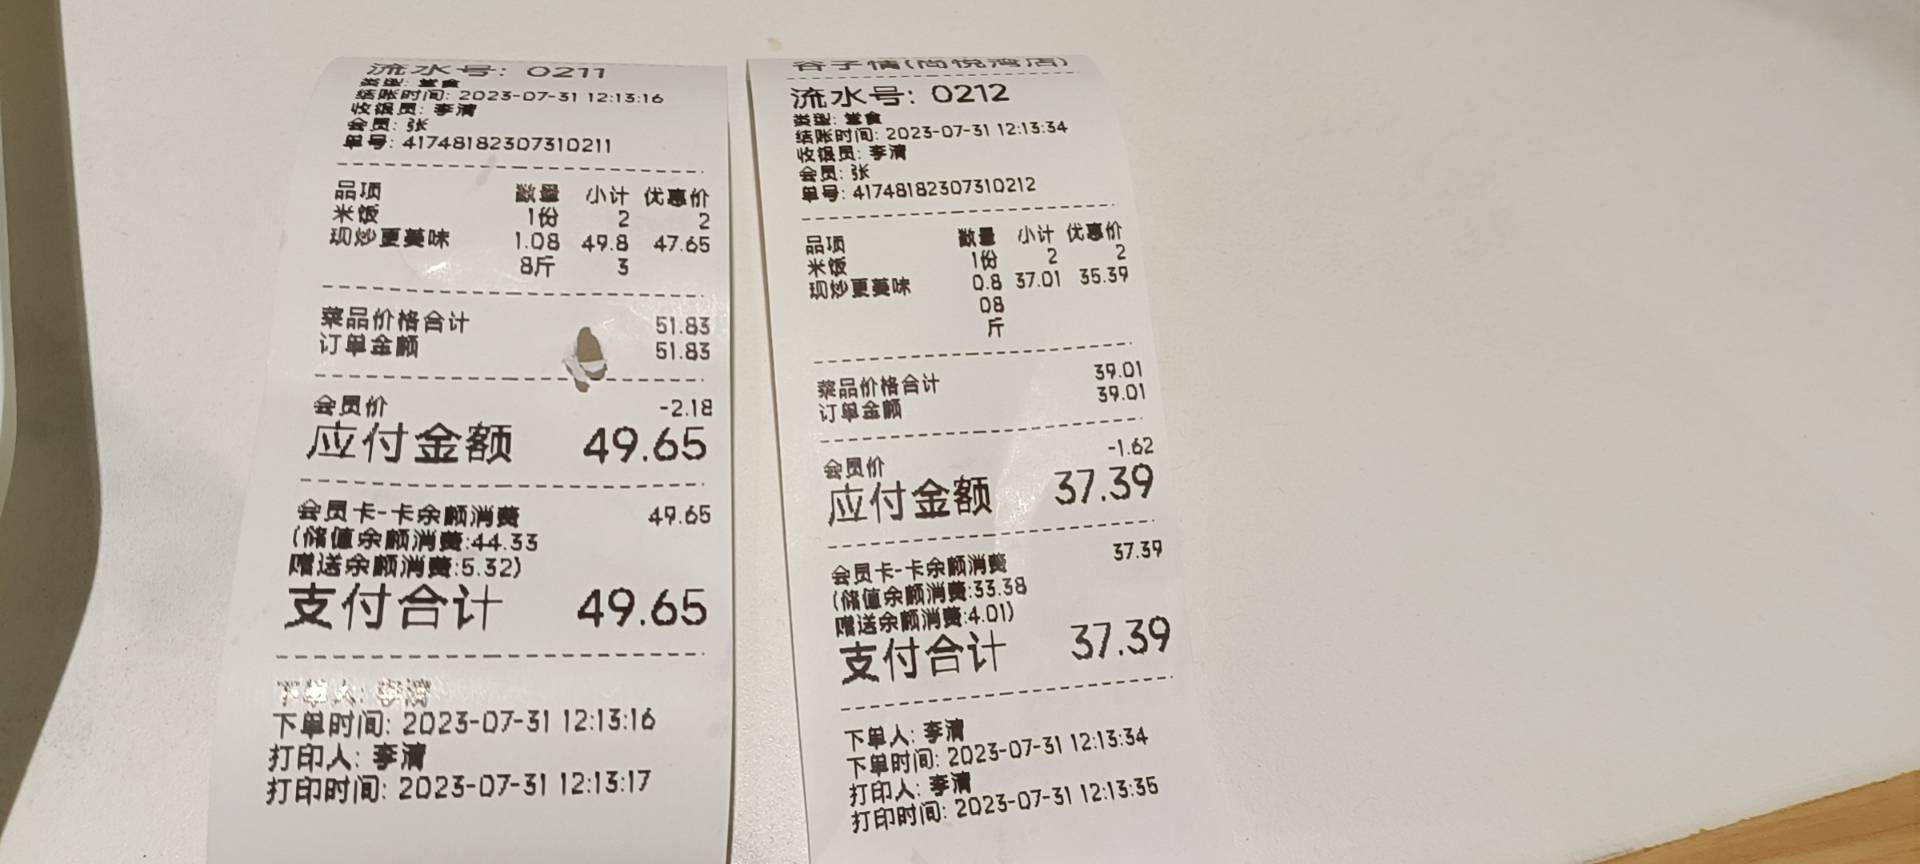 流水号: 0211
类型: 堂食
结账时间: 2023-07-31 12:13:16
收银员: 李清
会员: 张
单号: 41748182307310211
品项 数量 小计 优惠价
米饭 1份 2 2
现炒更美味 1.08 49.8 47.65
8斤 3
菜品价格合计 51.83
订单金额 51.83
会员价 -2.18
应付金额 49.65
会员卡-卡余额消费 49.65
(储值余额消费:44.33
赠送余额消费:5.32)
支付合计 49.65
下单人: 李清
下单时间: 2023-07-31 12:13:16
打印人: 李清
打印时间: 2023-07-31 12:13:17
谷子情(尚悦湾店)
流水号: 0212
类型: 堂食
结账时间: 2023-07-31 12:13:34
收银员: 李清
会员: 张
单号: 41748182307310212
品项 数量 小计 优惠价
米饭 1份 2 2
现炒更美味 0.8 37.01 35.39
08
斤
菜品价格合计 39.01
订单金额 39.01
会员价 -1.62
应付金额 37.39
会员卡-卡余额消费 37.39
(储值余额消费:33.38
赠送余额消费:4.01)
支付合计 37.39
下单人: 李清
下单时间: 2023-07-31 12:13:34
打印人: 李清
打印时间: 2023-07-31 12:13:35